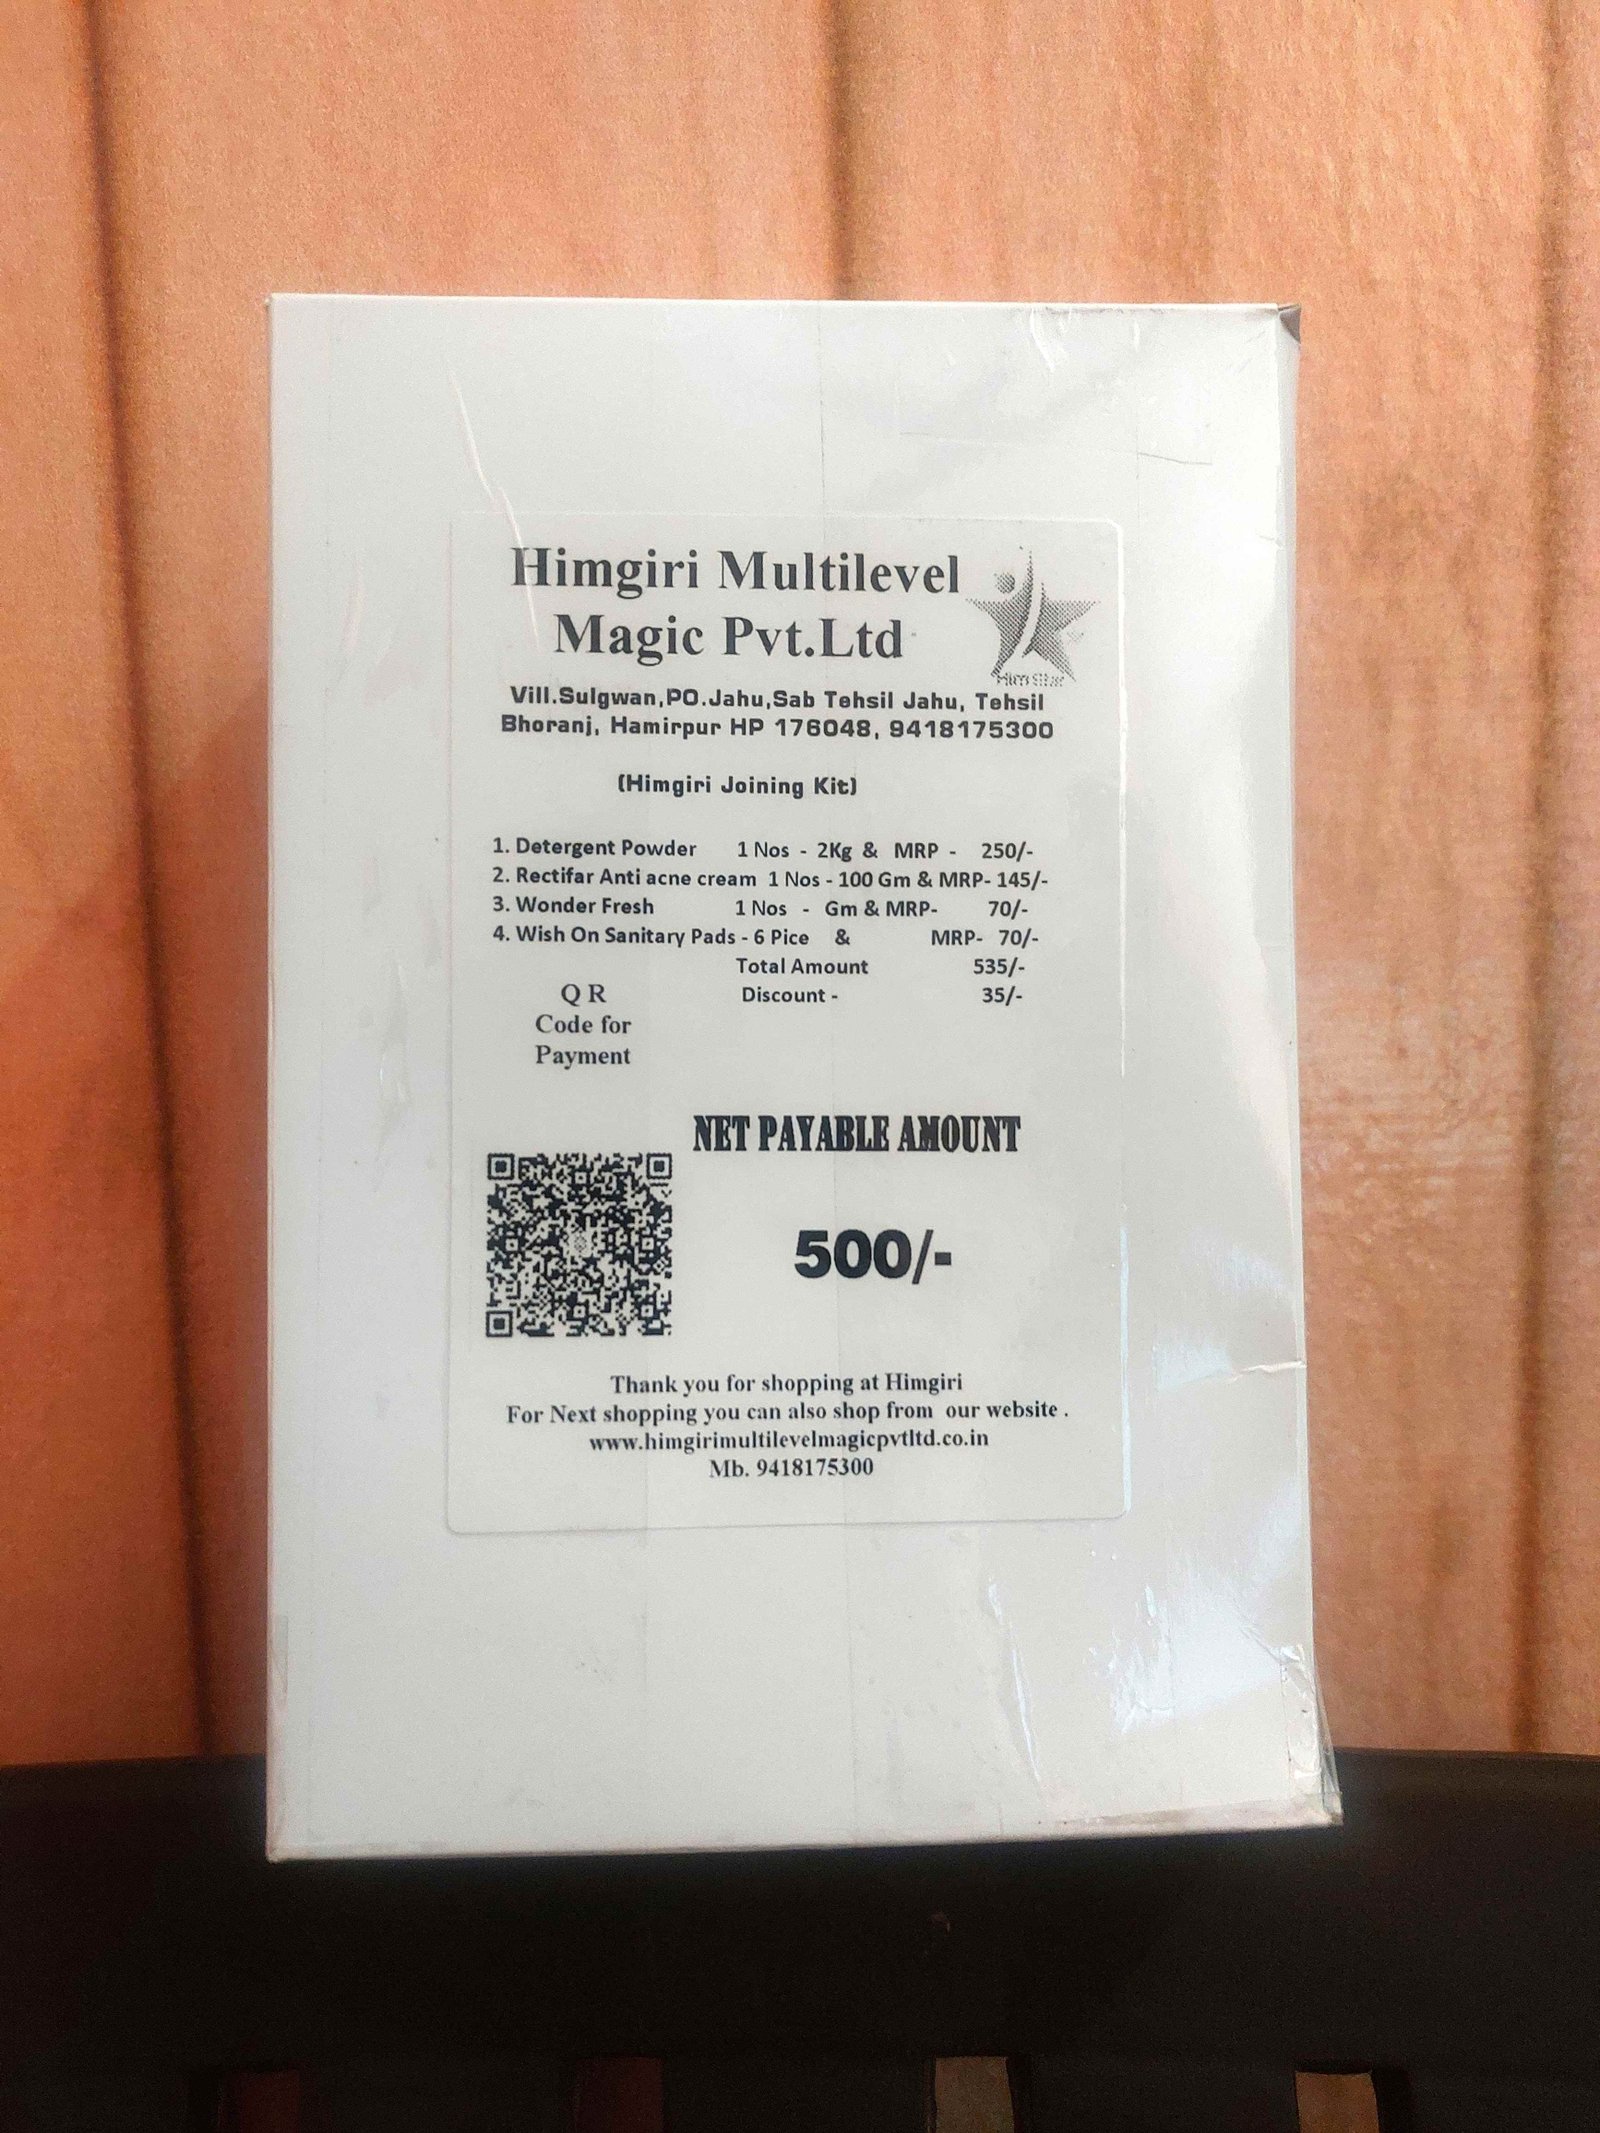 Himgiri Multilevel
Magic Pvt.Ltd
Him Star
Vill.Sulgwan,PO.Jahu,Sab Tehsil Jahu, Tehsil
Bhoranj, Hamirpur HP 176048, 9418175300
(Himgiri Joining Kit)
1. Detergent Powder 1 Nos - 2Kg & MRP - 250/-
2. Rectifar Anti acne cream 1 Nos - 100 Gm & MRP- 145/-
3. Wonder Fresh 1 Nos - Gm & MRP- 70/-
4. Wish On Sanitary Pads - 6 Pice & MRP- 70/-
Total Amount 535/-
Discount - 35/-
Q R
Code for
Payment
NET PAYABLE AMOUNT
500/-
Thank you for shopping at Himgiri
For Next shopping you can also shop from our website .
www.himgirimultilevelmagicpvtltd.co.in
Mb. 9418175300